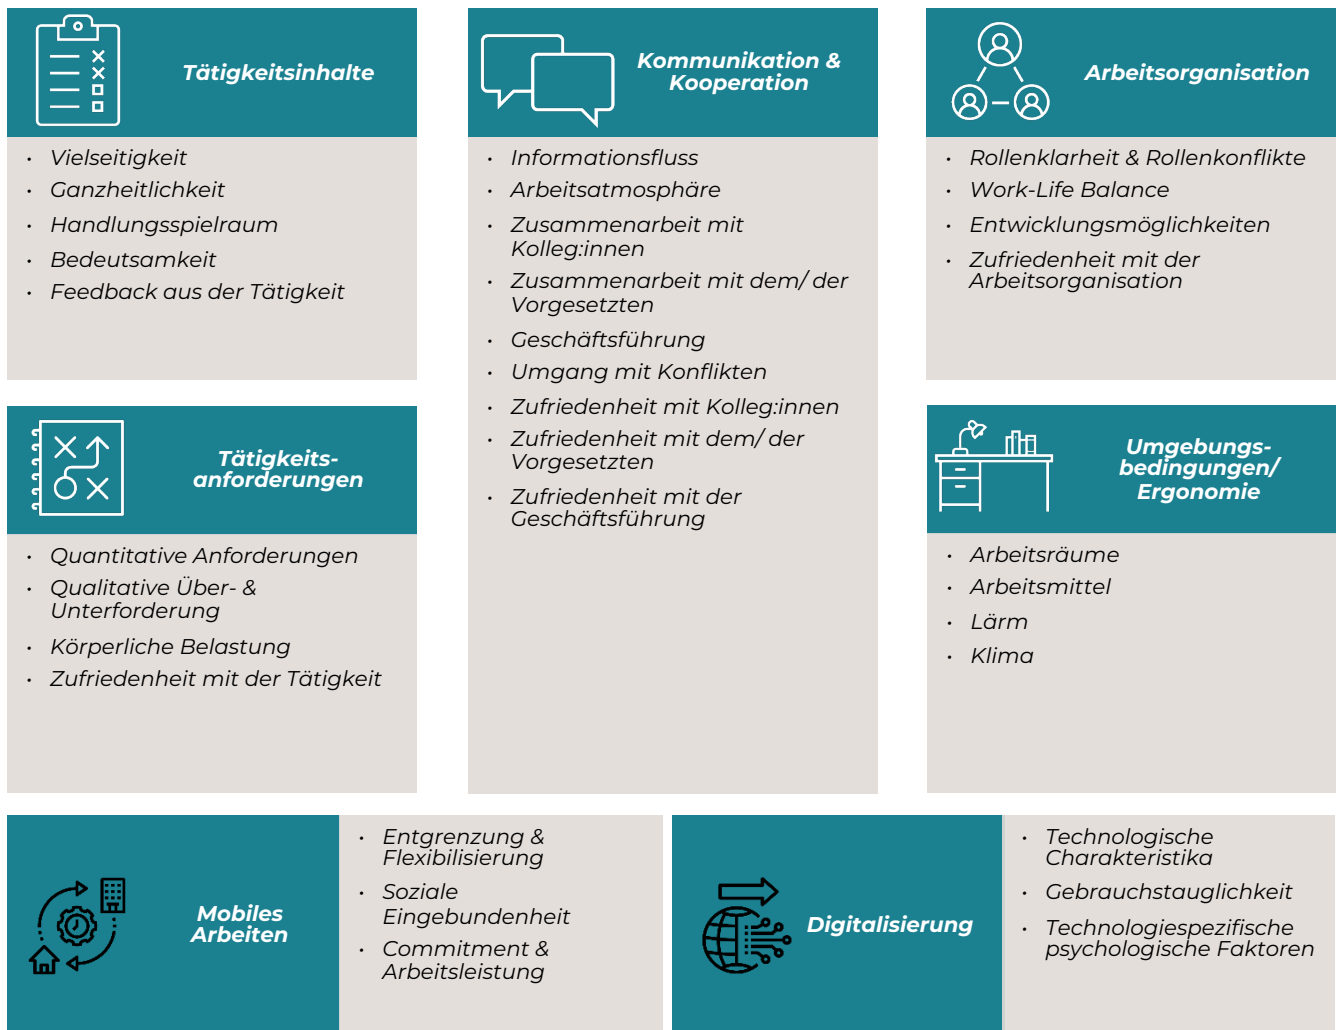 Tätigkeitsinhalte
• Vielseitigkeit
• Ganzheitlichkeit
• Handlungsspielraum
• Bedeutsamkeit
• Feedback aus der Tätigkeit
Kommunikation &
Kooperation
• Informationsfluss
• Arbeitsatmosphäre
• Zusammenarbeit mit
Kolleg:innen
• Zusammenarbeit mit dem/ der
Vorgesetzten
• Geschäftsführung
• Umgang mit Konflikten
• Zufriedenheit mit Kolleg:innen
• Zufriedenheit mit dem/ der
Vorgesetzten
• Zufriedenheit mit der
Geschäftsführung
Arbeitsorganisation
• Rollenklarheit & Rollenkonflikte
• Work-Life Balance
• Entwicklungsmöglichkeiten
• Zufriedenheit mit der
Arbeitsorganisation
Tätigkeits-
anforderungen
• Quantitative Anforderungen
• Qualitative Über- &
Unterforderung
• Körperliche Belastung
• Zufriedenheit mit der Tätigkeit
Umgebungs-
bedingungen/
Ergonomie
• Arbeitsräume
• Arbeitsmittel
• Lärm
• Klima
Mobiles
Arbeiten
• Entgrenzung &
Flexibilisierung
• Soziale
Eingebundenheit
• Commitment &
Arbeitsleistung
Digitalisierung
• Technologische
Charakteristika
• Gebrauchstauglichkeit
• Technologiespezifische
psychologische Faktoren